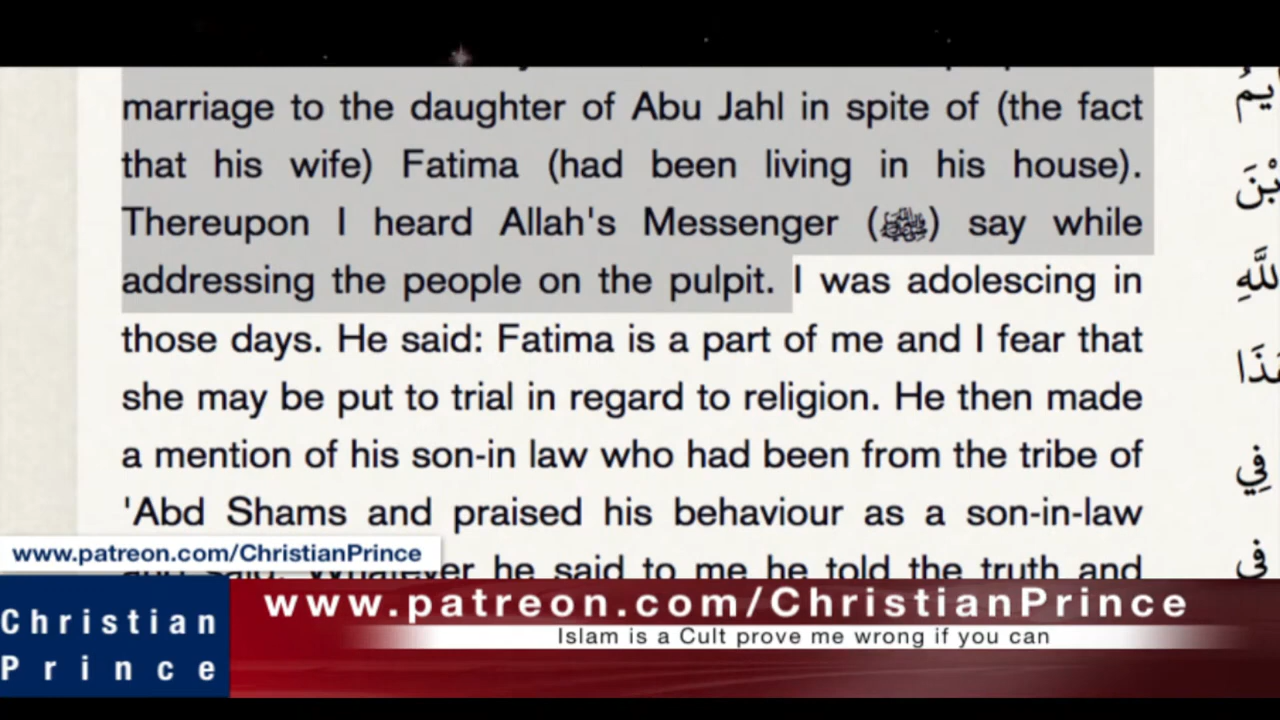 marriage to the daughter of Abu Jahl in spite of (the fact
that his wife) Fatima (had been living in his house).
Thereupon I heard Allah's Messenger (ﷺ) say while
addressing the people on the pulpit. I was adolescing in
those days. He said: Fatima is a part of me and I fear that
she may be put to trial in regard to religion. He then made
a mention of his son-in law who had been from the tribe of
'Abd Shams and praised his behaviour as a son-in-law
and said: Whatever he said to me he told the truth and
يمُ
بْنَ
للَّهِ
فِي
www.patreon.com/ChristianPrince
Christian
Prince
www.patreon.com/ChristianPrince
Islam is a Cult prove me wrong if you can